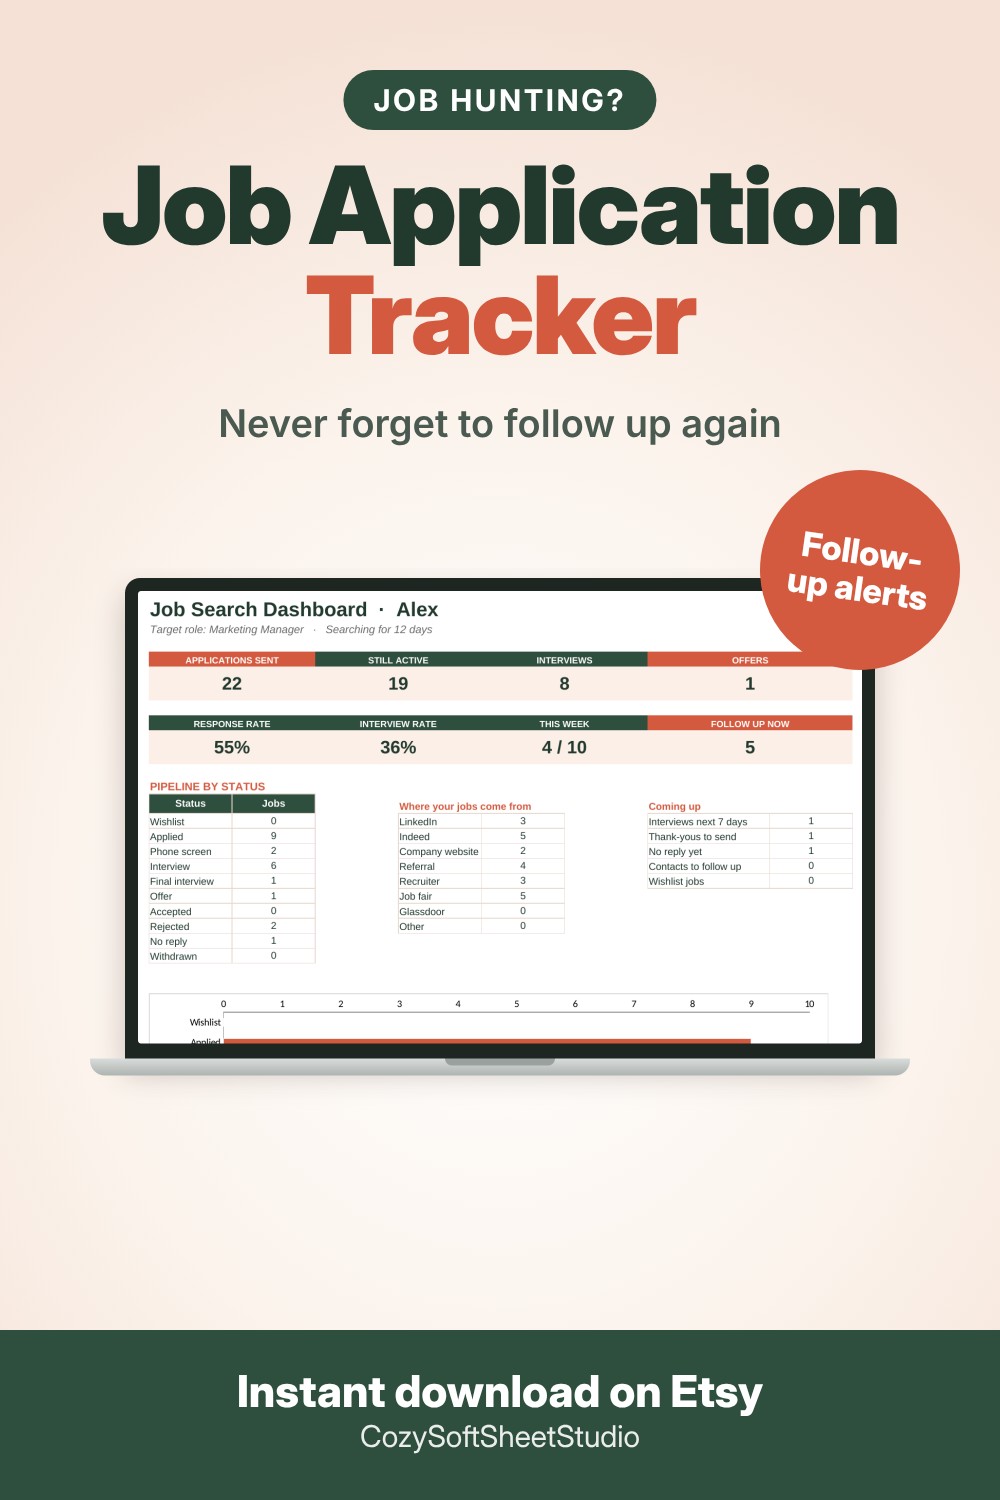 JOB HUNTING?
Job Application
Tracker
Never forget to follow up again
Follow-
up alerts
Job Search Dashboard · Alex
Target role: Marketing Manager · Searching for 12 days
APPLICATIONS SENT STILL ACTIVE INTERVIEWS OFFERS
22 19 8 1
RESPONSE RATE INTERVIEW RATE THIS WEEK FOLLOW UP NOW
55% 36% 4 / 10 5
PIPELINE BY STATUS
Status Jobs
Wishlist 0
Applied 9
Phone screen 2
Interview 6
Final interview 1
Offer 1
Accepted 0
Rejected 2
No reply 1
Withdrawn 0
Where your jobs come from
LinkedIn 3
Indeed 5
Company website 2
Referral 4
Recruiter 3
Job fair 5
Glassdoor 0
Other 0
Coming up
Interviews next 7 days 1
Thank-yous to send 1
No reply yet 1
Contacts to follow up 0
Wishlist jobs 0
0 1 2 3 4 5 6 7 8 9 10
Wishlist
Applied
Instant download on Etsy
CozySoftSheetStudio